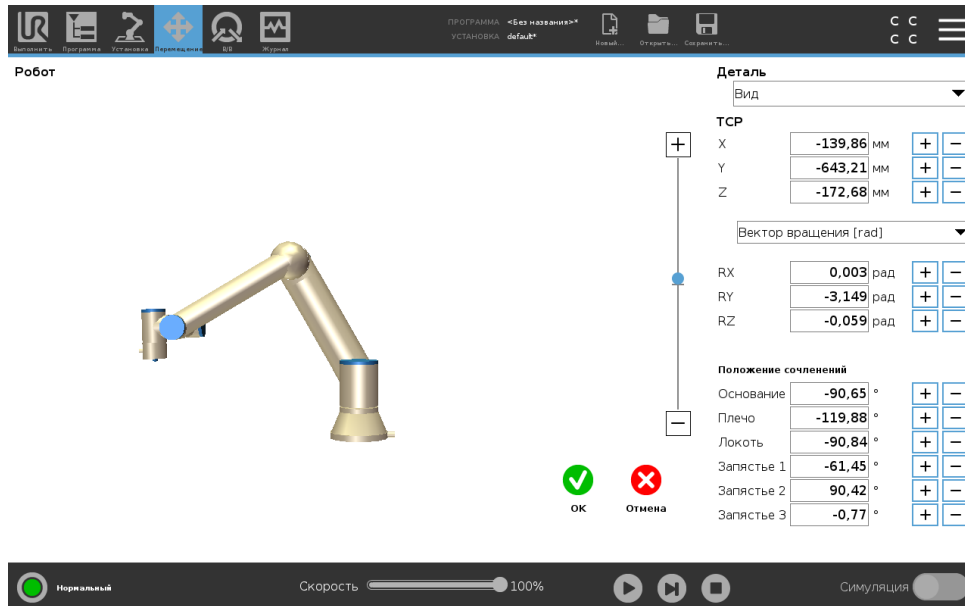 Выполнить Программа Установка Перемещение В/В Журнал
ПРОГРАММА <Без названия>*
УСТАНОВКА default*
Новый... Открыть... Сохранить...
C C
C C
Робот
Деталь
Вид
TCP
X -139,86 мм + −
Y -643,21 мм + −
Z -172,68 мм + −
Вектор вращения [rad]
RX 0,003 рад + −
RY -3,149 рад + −
RZ -0,059 рад + −
Положение сочленений
Основание -90,65 ° + −
Плечо -119,88 ° + −
Локоть -90,84 ° + −
Запястье 1 -61,45 ° + −
Запястье 2 90,42 ° + −
Запястье 3 -0,77 ° + −
+
−
ОК Отмена
Нормальный
Скорость 100%
Симуляция